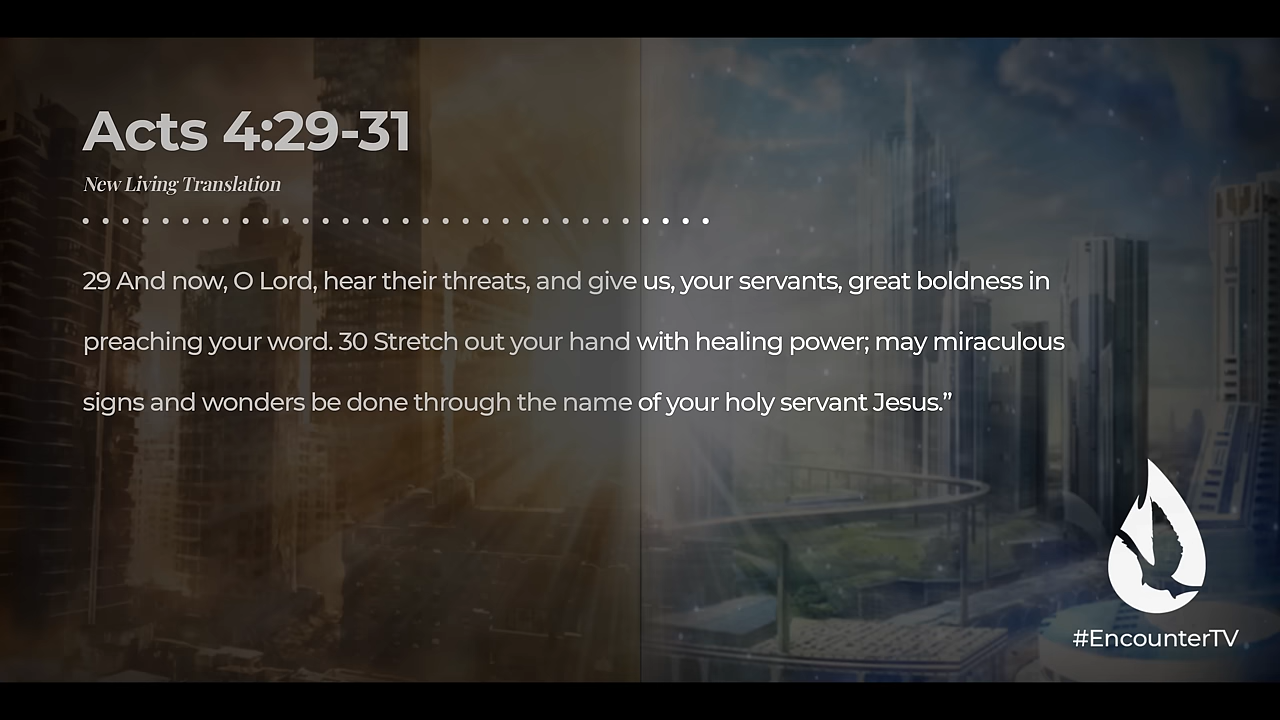 Acts 4:29-31
New Living Translation
29 And now, O Lord, hear their threats, and give us, your servants, great boldness in
preaching your word. 30 Stretch out your hand with healing power; may miraculous
signs and wonders be done through the name of your holy servant Jesus.”
#EncounterTV